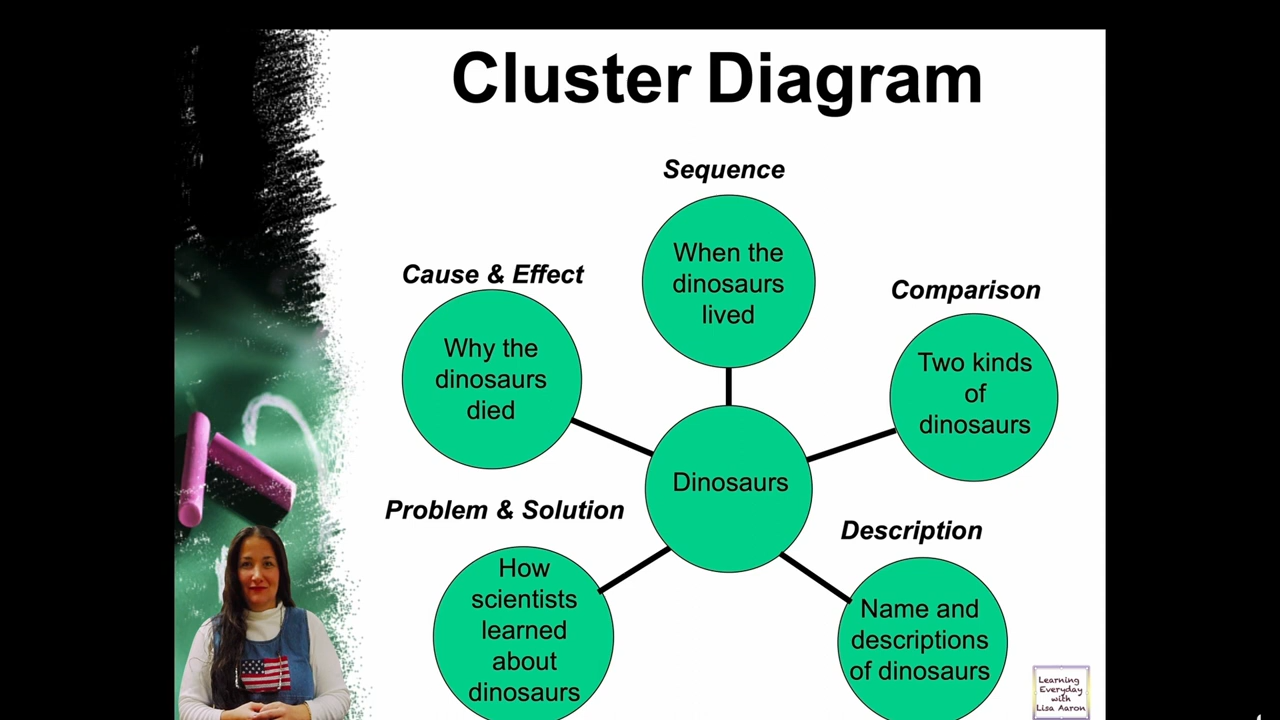 Cluster Diagram
Sequence
When the
dinosaurs
lived
Cause & Effect
Why the
dinosaurs
died
Comparison
Two kinds
of
dinosaurs
Dinosaurs
Problem & Solution
How
scientists
learned
about
dinosaurs
Description
Name and
descriptions
of dinosaurs
Learning
Everyday
with
Lisa Aaron